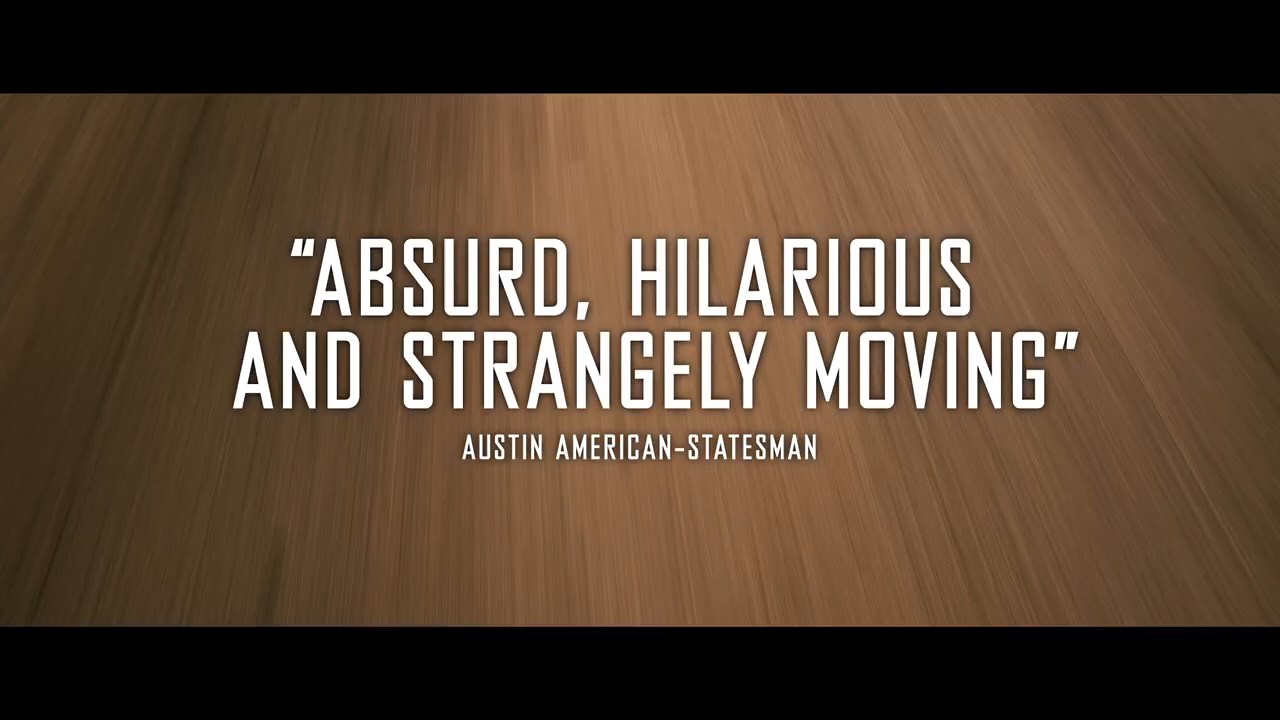 “ABSURD, HILARIOUS
AND STRANGELY MOVING”
AUSTIN AMERICAN-STATESMAN